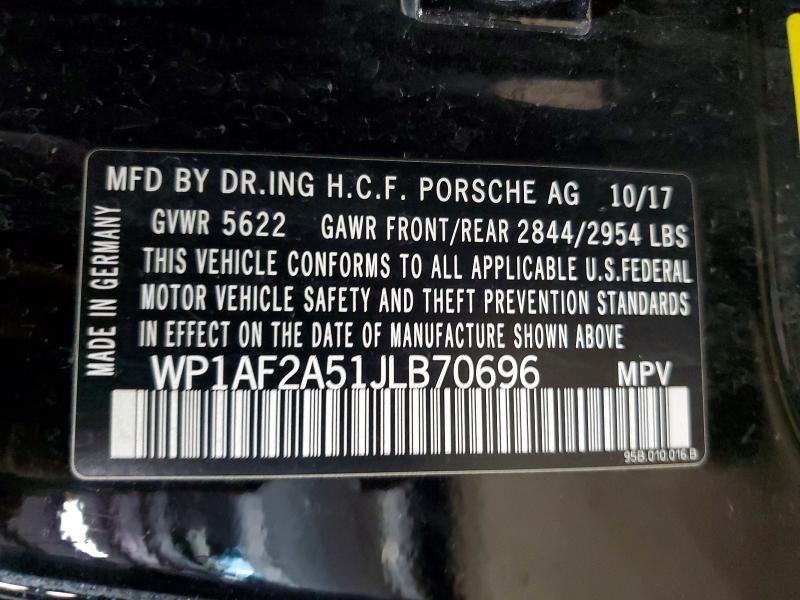 MFD BY DR.ING H.C.F. PORSCHE AG 10/17
GVWR 5622 GAWR FRONT/REAR 2844/2954 LBS
THIS VEHICLE CONFORMS TO ALL APPLICABLE U.S.FEDERAL
MOTOR VEHICLE SAFETY AND THEFT PREVENTION STANDARDS
IN EFFECT ON THE DATE OF MANUFACTURE SHOWN ABOVE
WP1AF2A51JLB70696 MPV
95B.010.016.B
MADE IN GERMANY